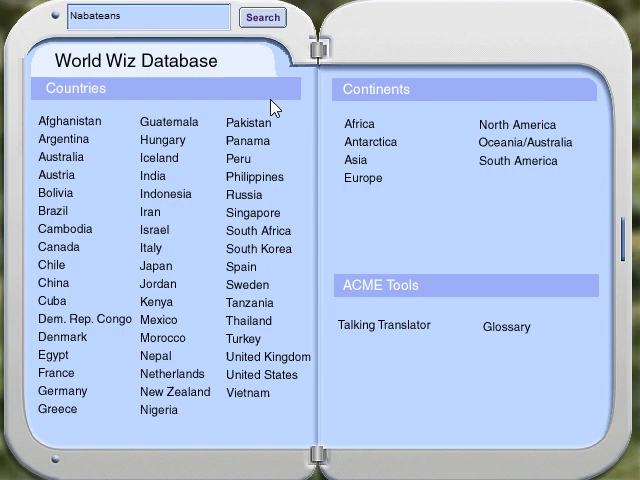 Nabateans
Search
World Wiz Database
Countries
Afghanistan
Argentina
Australia
Austria
Bolivia
Brazil
Cambodia
Canada
Chile
China
Cuba
Dem. Rep. Congo
Denmark
Egypt
France
Germany
Greece
Guatemala
Hungary
Iceland
India
Indonesia
Iran
Israel
Italy
Japan
Jordan
Kenya
Mexico
Morocco
Nepal
Netherlands
New Zealand
Nigeria
Pakistan
Panama
Peru
Philippines
Russia
Singapore
South Africa
South Korea
Spain
Sweden
Tanzania
Thailand
Turkey
United Kingdom
United States
Vietnam
Continents
Africa
Antarctica
Asia
Europe
North America
Oceania/Australia
South America
ACME Tools
Talking Translator
Glossary